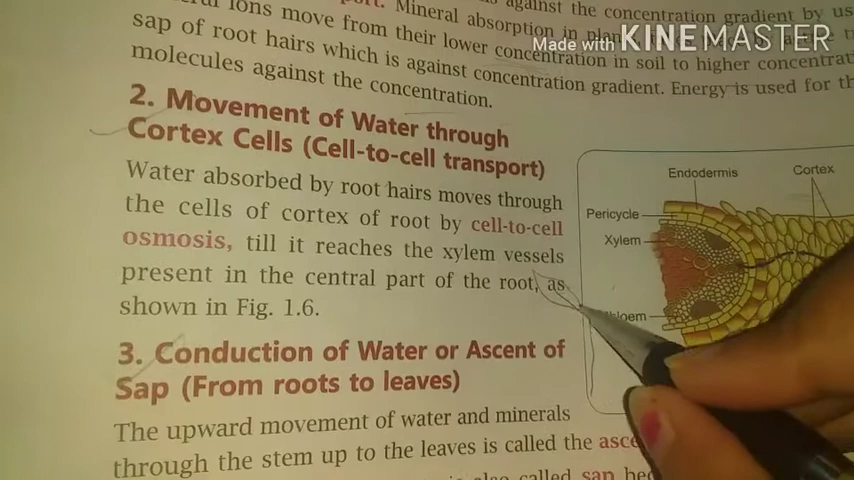 against the concentration gradient by
Mineral absorption in
ions move from their lower concentration in soil to higher
sap of root hairs which is against concentration gradient. Energy is used for
molecules against the concentration.
Made with KINEMASTER
2. Movement of Water through
Cortex Cells (Cell-to-cell transport)
Water absorbed by root hairs moves through
the cells of cortex of root by cell-to-cell
osmosis, till it reaches the xylem vessels
present in the central part of the root, as
shown in Fig. 1.6.
Endodermis
Cortex
Pericycle
Xylem
3. Conduction of Water or Ascent of
Sap (From roots to leaves)
The upward movement of water and minerals
through the stem up to the leaves is called the
also called sap